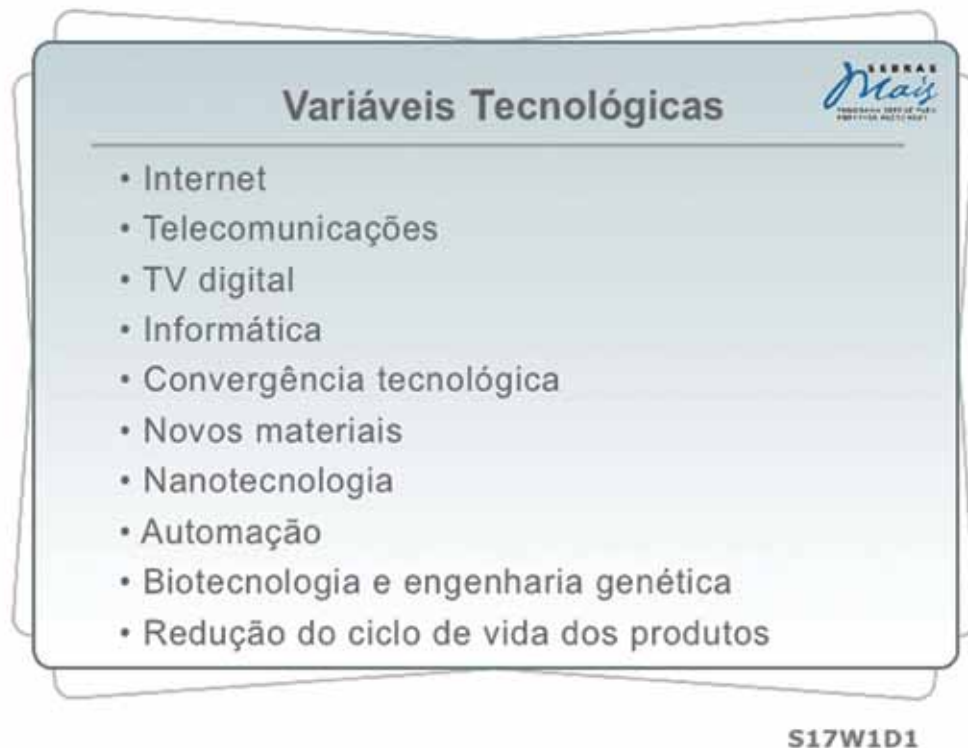 Variáveis Tecnológicas
SEBRAE
Mais
• Internet
• Telecomunicações
• TV digital
• Informática
• Convergência tecnológica
• Novos materiais
• Nanotecnologia
• Automação
• Biotecnologia e engenharia genética
• Redução do ciclo de vida dos produtos
S17W1D1